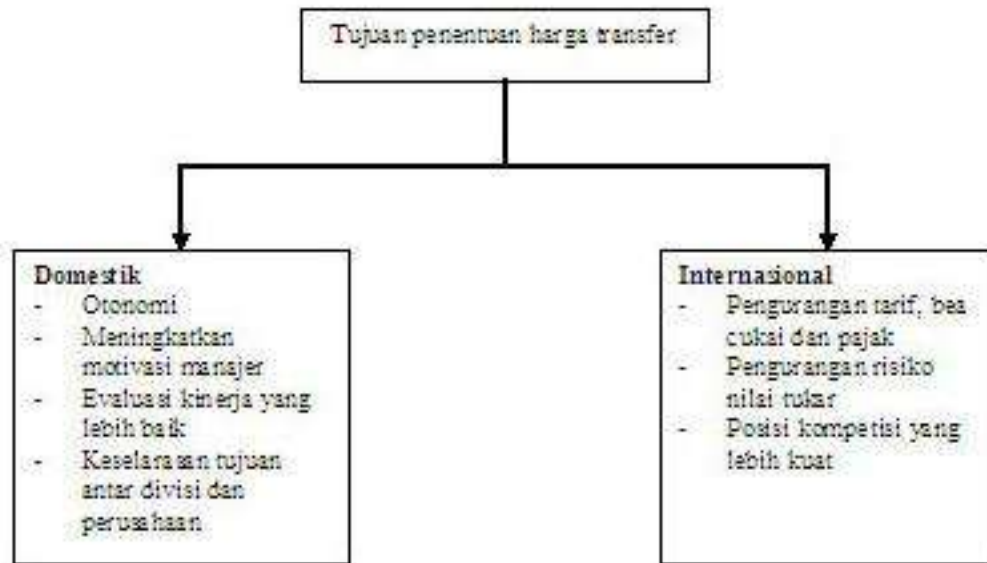 Tujuan penentuan harga transfer
Domestik
- Otonomi
- Meningkatkan
motivasi manajer
- Evaluasi kinerja yang
lebih baik
- Keselarasan tujuan
antar divisi dan
perusahaan
Internasional
- Pengurangan tarif, bea
cukai dan pajak
- Pengurangan risiko
nilai tukar
- Posisi kompetisi yang
lebih kuat